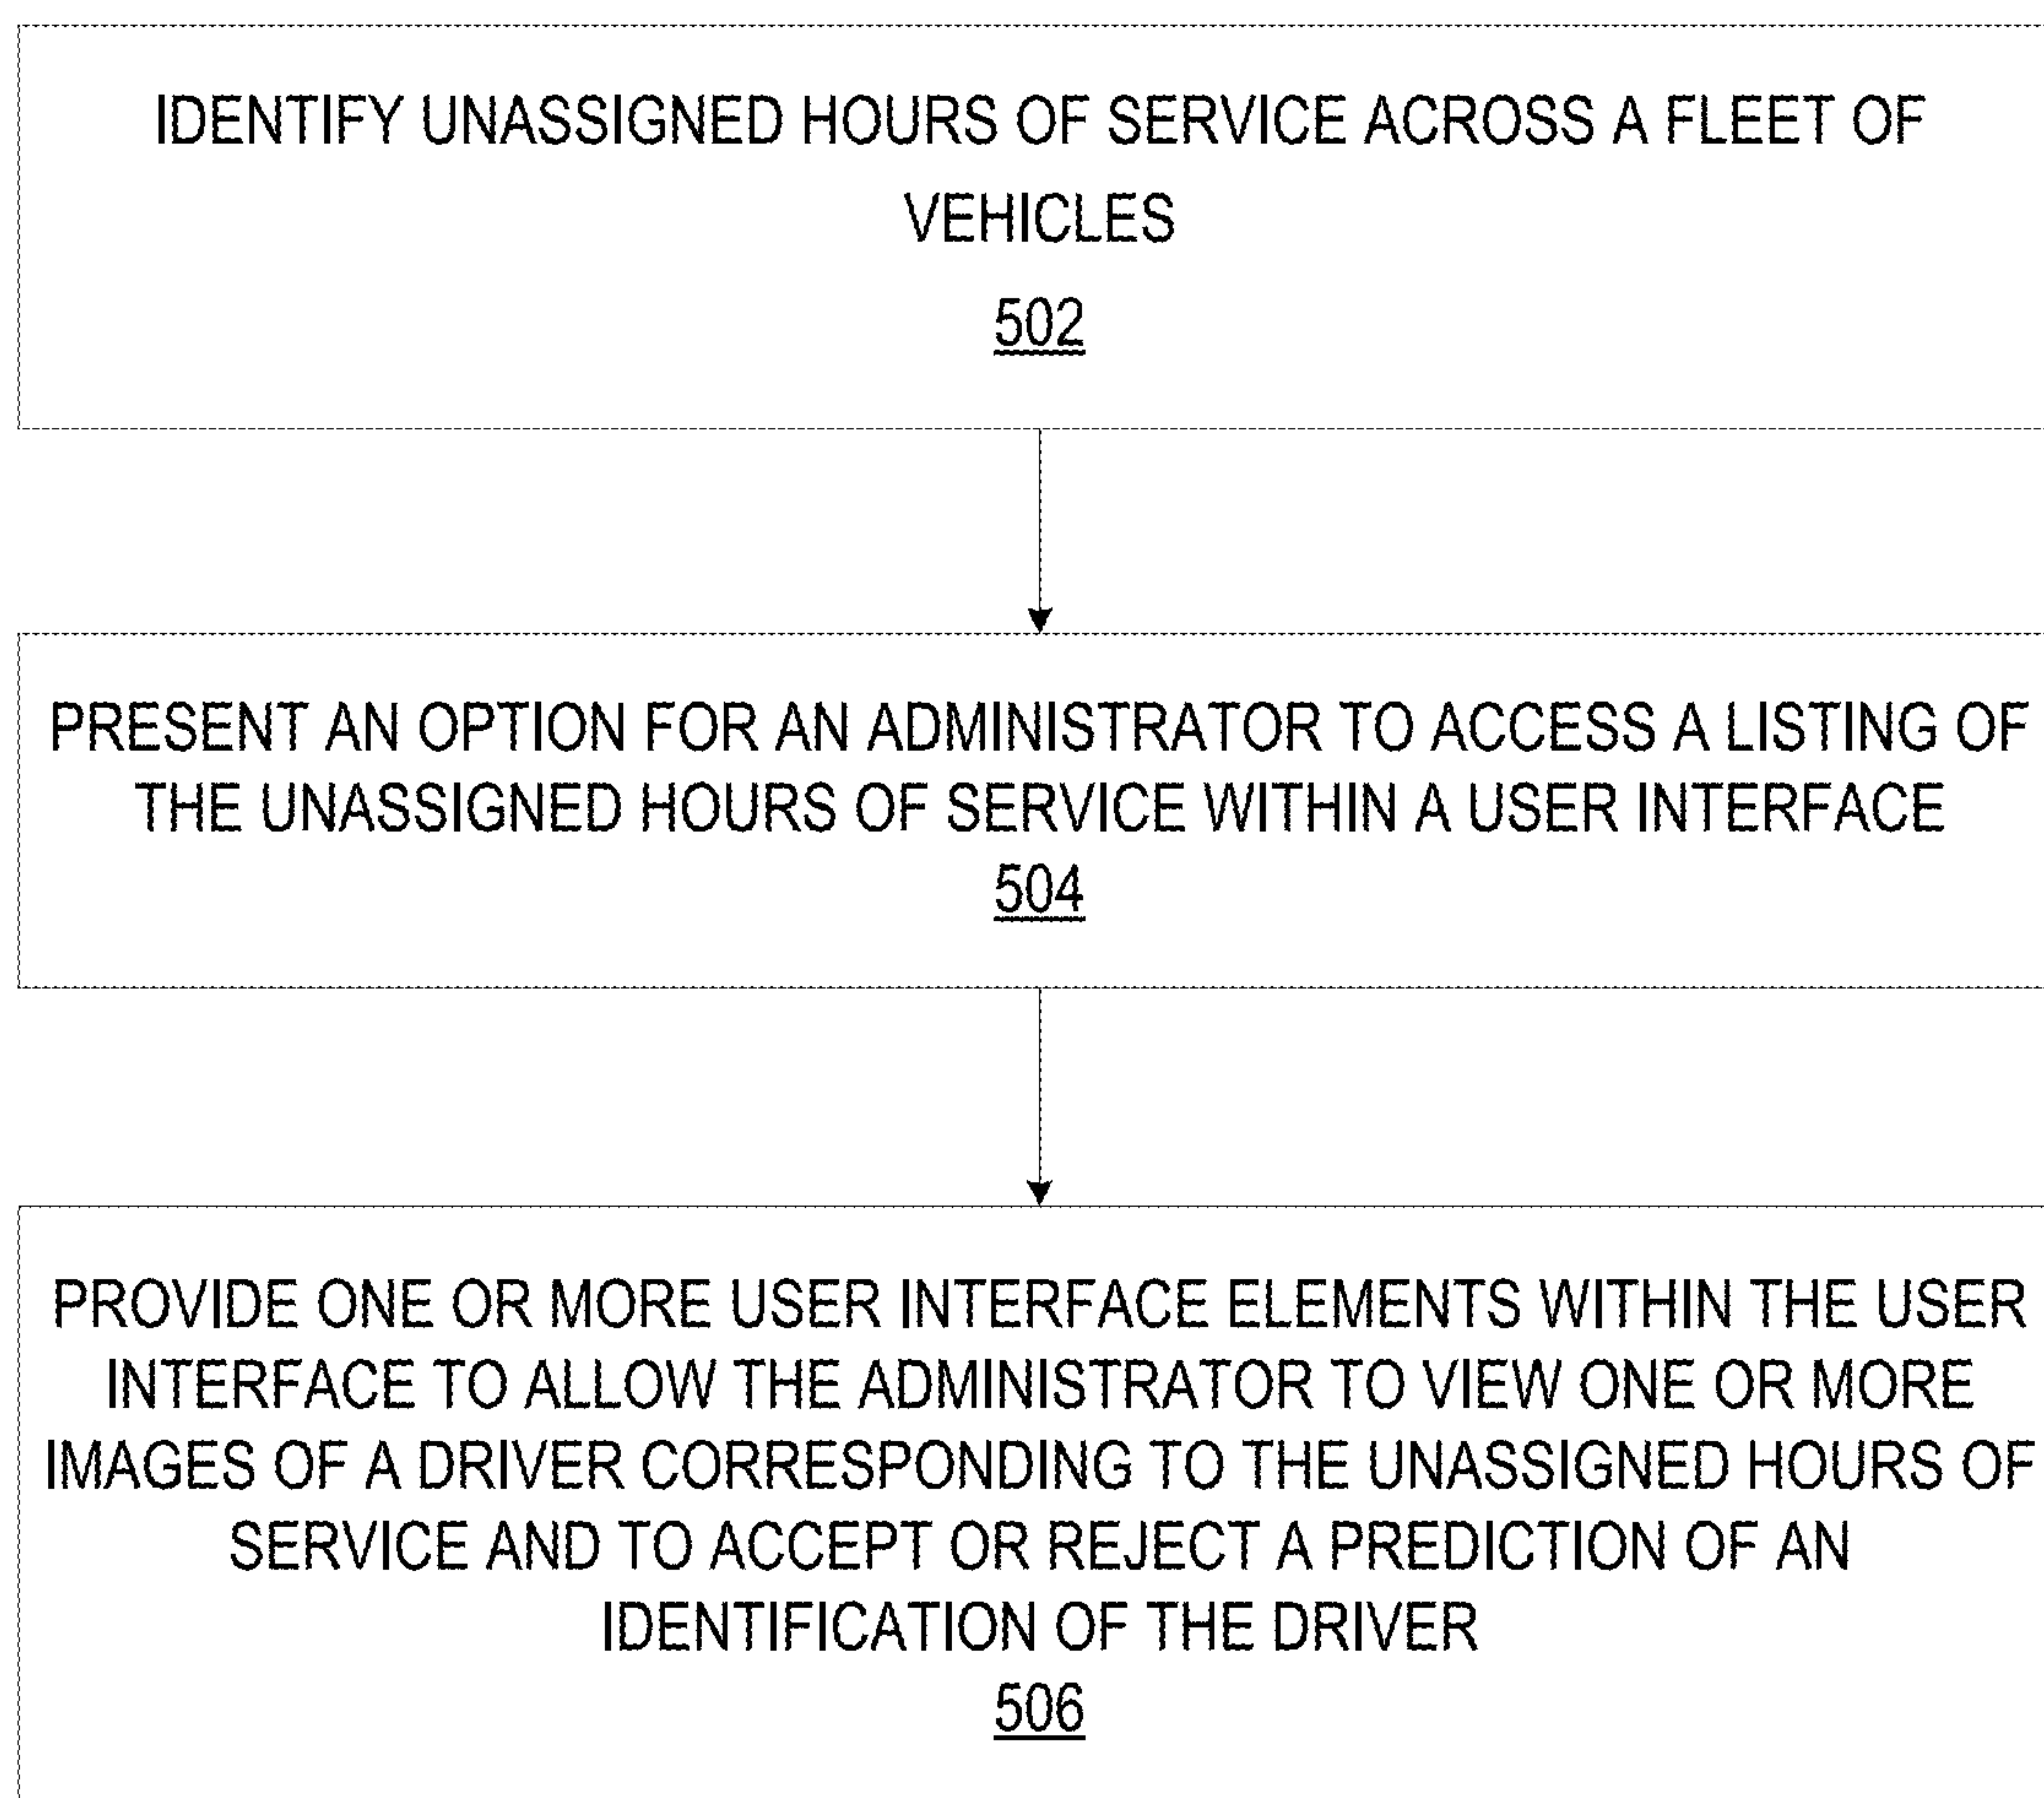 IDENTIFY UNASSIGNED HOURS OF SERVICE ACROSS A FLEET OF
VEHICLES
502
PRESENT AN OPTION FOR AN ADMINISTRATOR TO ACCESS A LISTING OF
THE UNASSIGNED HOURS OF SERVICE WITHIN A USER INTERFACE
504
PROVIDE ONE OR MORE USER INTERFACE ELEMENTS WITHIN THE USER
INTERFACE TO ALLOW THE ADMINISTRATOR TO VIEW ONE OR MORE
IMAGES OF A DRIVER CORRESPONDING TO THE UNASSIGNED HOURS OF
SERVICE AND TO ACCEPT OR REJECT A PREDICTION OF AN
IDENTIFICATION OF THE DRIVER
506